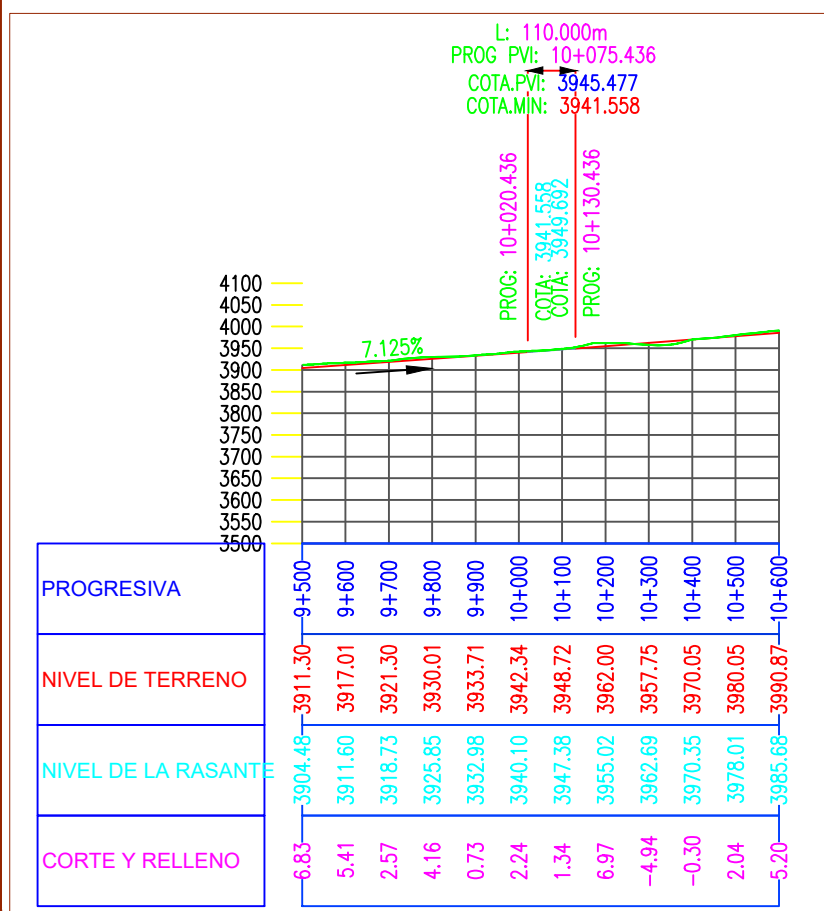 L: 110.000m
PROG PVI: 10+075.436
COTA.PVI: 3945.477
COTA.MIN: 3941.558
PROG: 10+020.436
COTA: 3941.558
COTA: 3949.692
PROG: 10+130.436
4100
4050
4000
3950
3900
3850
3800
3750
3700
3650
3600
3550
3500
7.125%
PROGRESIVA 9+500 9+600 9+700 9+800 9+900 10+000 10+100 10+200 10+300 10+400 10+500 10+600
NIVEL DE TERRENO 3911.30 3917.01 3921.30 3930.01 3933.71 3942.34 3948.72 3962.00 3957.75 3970.05 3980.05 3990.87
NIVEL DE LA RASANTE 3904.48 3911.60 3918.73 3925.85 3932.98 3940.10 3947.38 3955.02 3962.69 3970.35 3978.01 3985.68
CORTE Y RELLENO 6.83 5.41 2.57 4.16 0.73 2.24 1.34 6.97 -4.94 -0.30 2.04 5.20